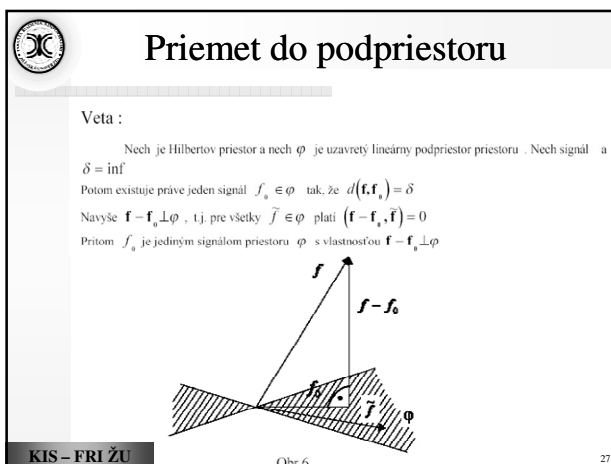 Priemet do podpriestoru
Veta :
Nech je Hilbertov priestor a nech φ je uzavretý lineárny podpriestor priestoru . Nech signál a
δ = inf
Potom existuje práve jeden signál f₀ ∈ φ tak, že d(f,f₀) = δ
Navyše f − f₀ ⊥ φ , t.j. pre všetky f̃ ∈ φ platí (f − f₀ , f̃) = 0
Pritom f₀ je jediným signálom priestoru φ s vlastnosťou f − f₀ ⊥ φ
f
f − f₀
f₀
f̃
φ
KIS – FRI ŽU
Obr 6
27